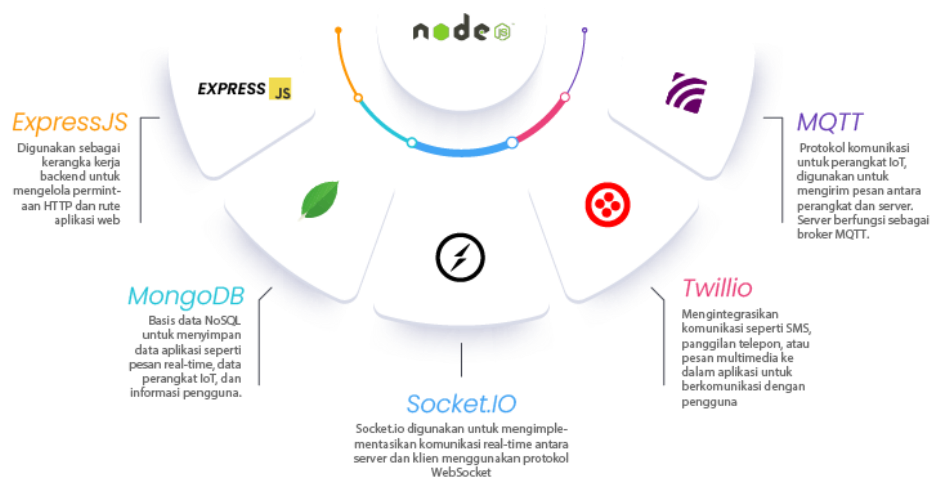 node
JS
EXPRESS JS
ExpressJS
Digunakan sebagai
kerangka kerja
backend untuk
mengelola permint-
aan HTTP dan rute
aplikasi web
MongoDB
Basis data NoSQL
untuk menyimpan
data aplikasi seperti
pesan real-time, data
perangkat IoT, dan
informasi pengguna.
Socket.IO
Socket.io digunakan untuk mengimple-
mentasikan komunikasi real-time antara
server dan klien menggunakan protokol
WebSocket
Twillio
Mengintegrasikan
komunikasi seperti SMS,
panggilan telepon, atau
pesan multimedia ke
dalam aplikasi untuk
berkomunikasi dengan
pengguna
MQTT
Protokol komunikasi
untuk perangkat IoT,
digunakan untuk
mengirim pesan antara
perangkat dan server.
Server berfungsi sebagai
broker MQTT.